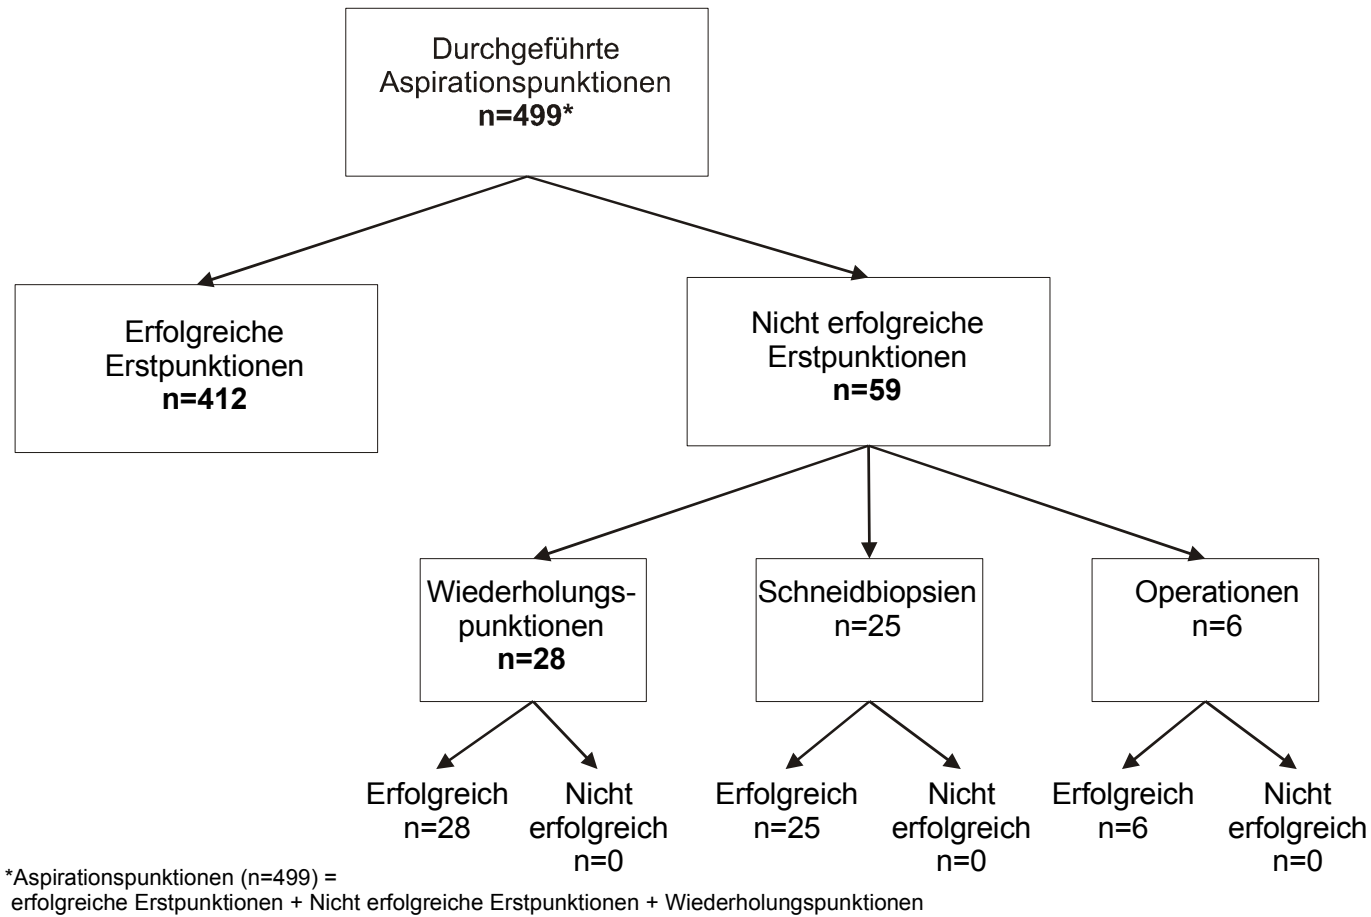 Durchgeführte
Aspirationspunktionen
n=499*
Erfolgreiche
Erstpunktionen
n=412
Nicht erfolgreiche
Erstpunktionen
n=59
Wiederholungs-
punktionen
n=28
Schneidbiopsien
n=25
Operationen
n=6
Erfolgreich
n=28
Nicht
erfolgreich
n=0
Erfolgreich
n=25
Nicht
erfolgreich
n=0
Erfolgreich
n=6
Nicht
erfolgreich
n=0
*Aspirationspunktionen (n=499) =
erfolgreiche Erstpunktionen + Nicht erfolgreiche Erstpunktionen + Wiederholungspunktionen